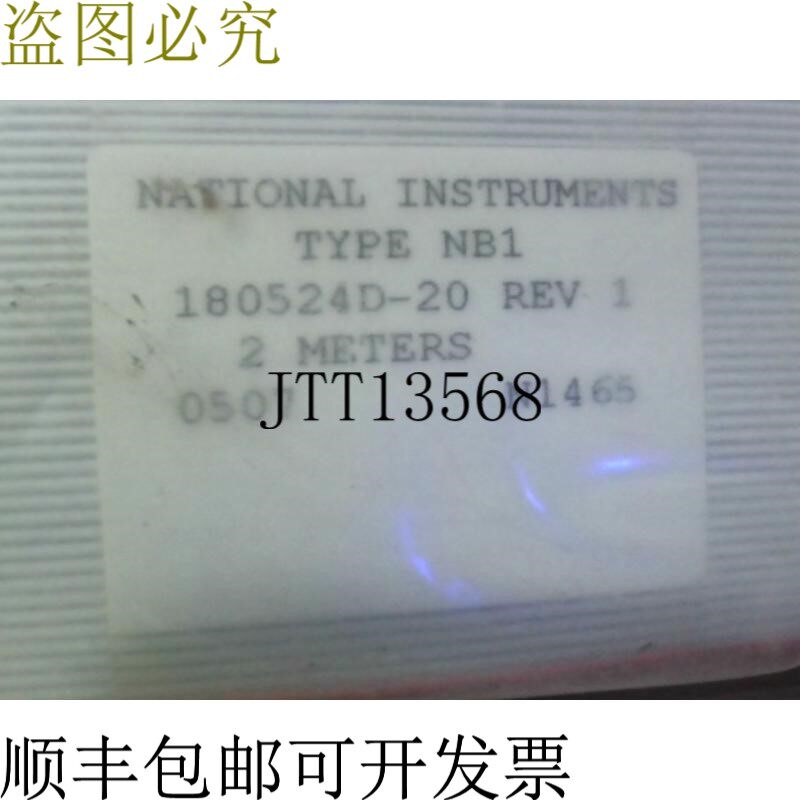 盗图必究
NATIONAL INSTRUMENTS
TYPE NB1
180524D-20 REV 1
2 METERS
JTT13568
顺丰包邮可开发票